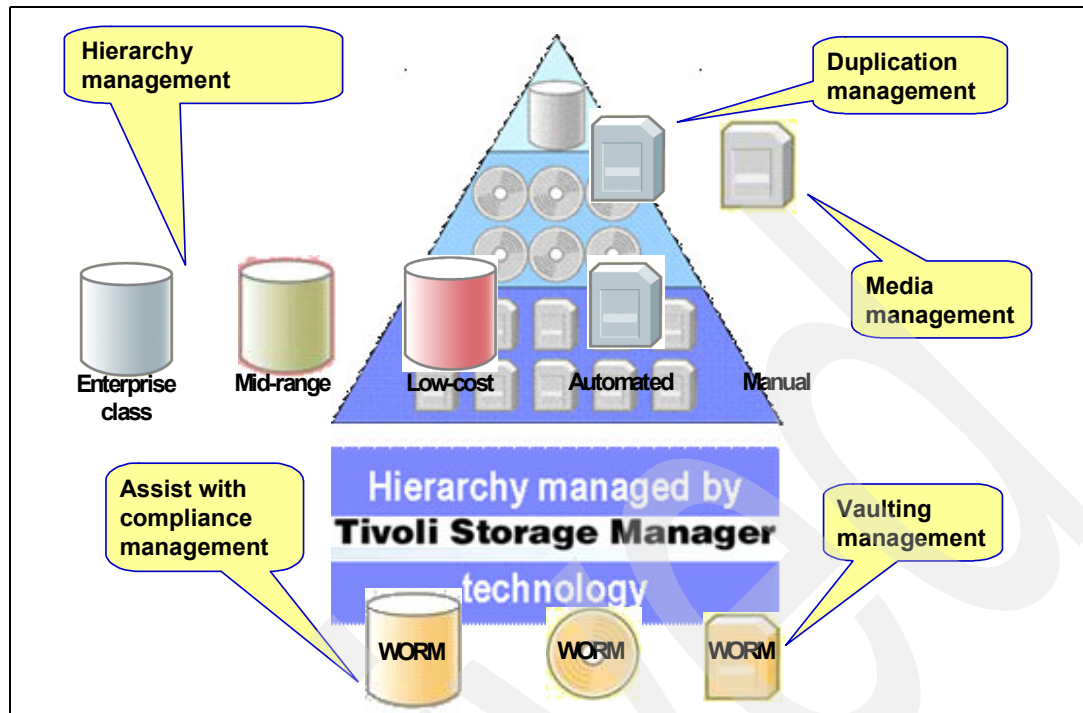 Hierarchy
management
Duplication
management
Media
management
Enterprise
class
Mid-range
Low-cost
Automated
Manual
Assist with
compliance
management
Hierarchy managed by
Tivoli Storage Manager
technology
Vaulting
management
WORM
WORM
WORM